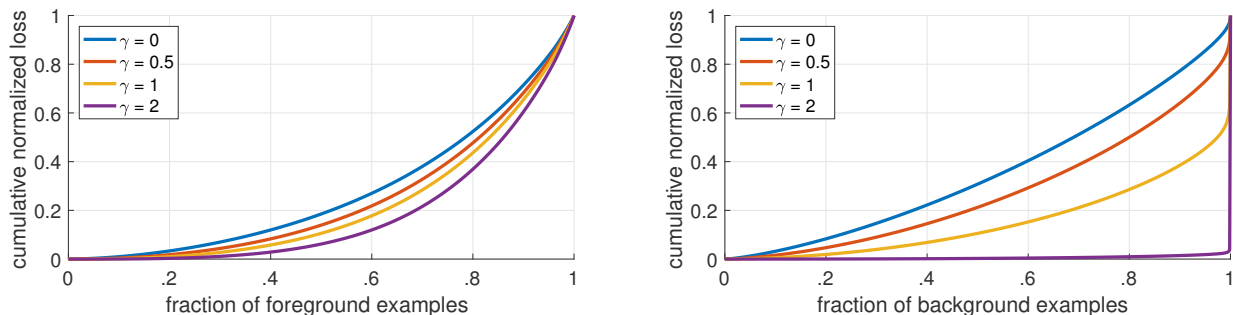 cumulative normalized loss
1
0.8
0.6
0.4
0.2
0
γ = 0
γ = 0.5
γ = 1
γ = 2
0 .2 .4 .6 .8 1
fraction of foreground examples
cumulative normalized loss
1
0.8
0.6
0.4
0.2
0
γ = 0
γ = 0.5
γ = 1
γ = 2
0 .2 .4 .6 .8 1
fraction of background examples